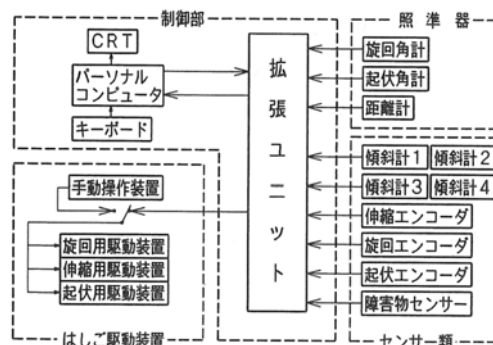 制御部
CRT
パーソナル
コンピュータ
キーボード
拡張ユニット
照準器
旋回角計
起伏角計
距離計
傾斜計1 傾斜計2
傾斜計3 傾斜計4
伸縮エンコーダ
旋回エンコーダ
起伏エンコーダ
障害物センサー
センサー類
手動操作装置
旋回用駆動装置
伸縮用駆動装置
起伏用駆動装置
はしご駆動装置